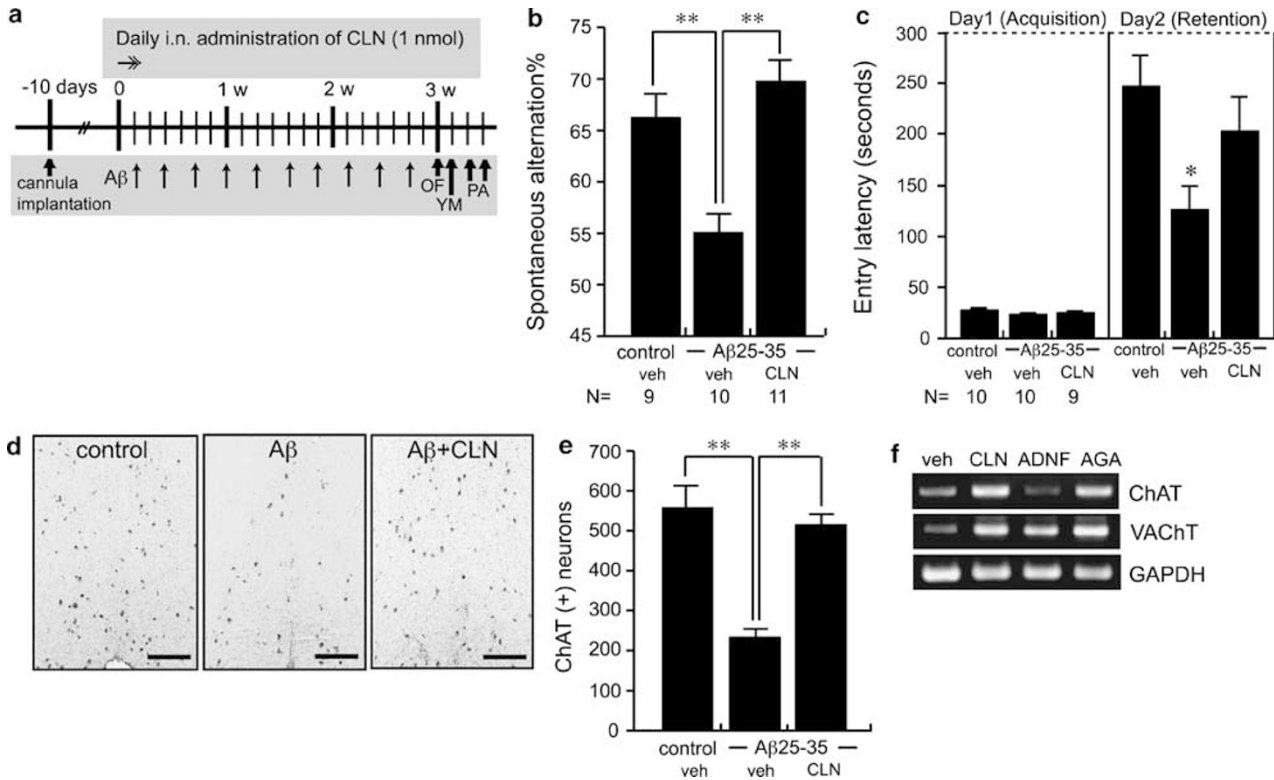 a
Daily i.n. administration of CLN (1 nmol)
-10 days 0 1 w 2 w 3 w
cannula implantation
Aβ OF YM PA
b
Spontaneous alternation%
** **
70
65
60
55
50
45
control —Aβ25-35—
veh veh CLN
N= 9 10 11
c
Day1 (Acquisition) Day2 (Retention)
Entry latency (seconds)
300
250
200
150
100
50
0
*
control —Aβ25-35— control —Aβ25-35—
veh veh CLN veh veh CLN
N= 10 10 9
d
control Aβ Aβ+CLN
e
ChAT (+) neurons
** **
700
600
500
400
300
200
100
0
control — Aβ25-35 —
veh veh CLN
f
veh CLN ADNF AGA
ChAT
VAChT
GAPDH